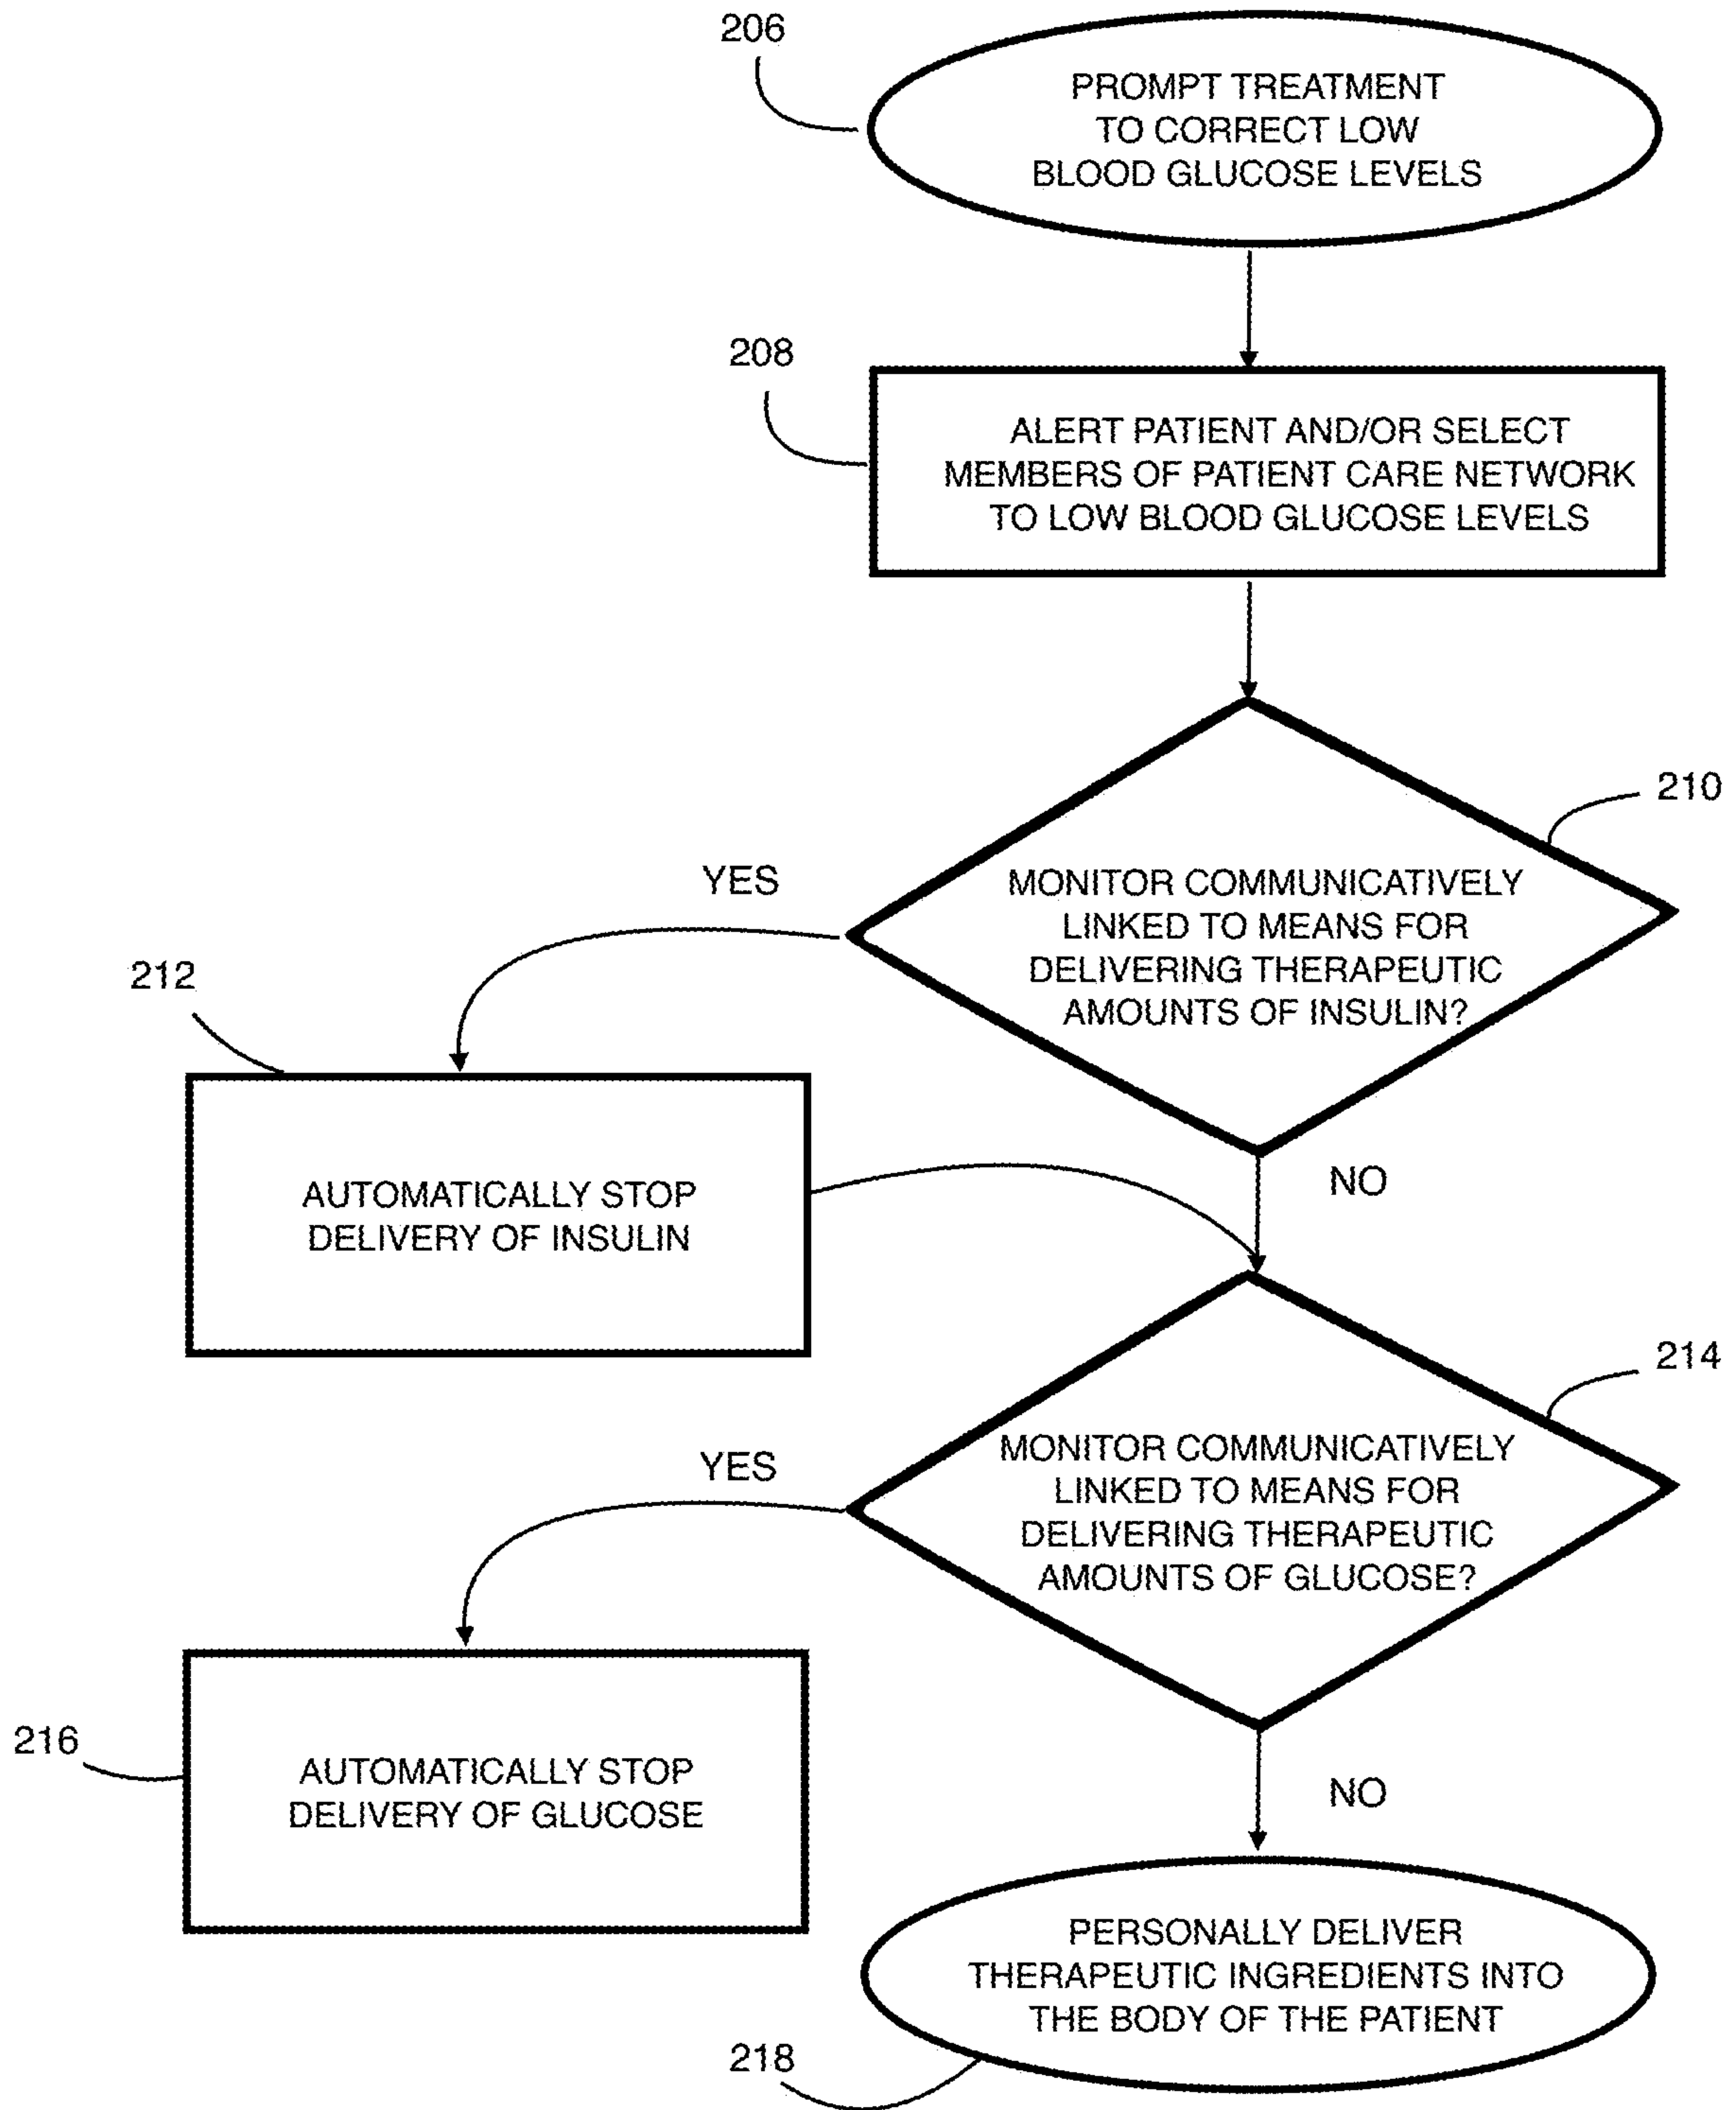 206
PROMPT TREATMENT
TO CORRECT LOW
BLOOD GLUCOSE LEVELS
208
ALERT PATIENT AND/OR SELECT
MEMBERS OF PATIENT CARE NETWORK
TO LOW BLOOD GLUCOSE LEVELS
210
MONITOR COMMUNICATIVELY
LINKED TO MEANS FOR
DELIVERING THERAPEUTIC
AMOUNTS OF INSULIN?
YES
212
AUTOMATICALLY STOP
DELIVERY OF INSULIN
NO
214
MONITOR COMMUNICATIVELY
LINKED TO MEANS FOR
DELIVERING THERAPEUTIC
AMOUNTS OF GLUCOSE?
YES
216
AUTOMATICALLY STOP
DELIVERY OF GLUCOSE
NO
PERSONALLY DELIVER
THERAPEUTIC INGREDIENTS INTO
THE BODY OF THE PATIENT
218